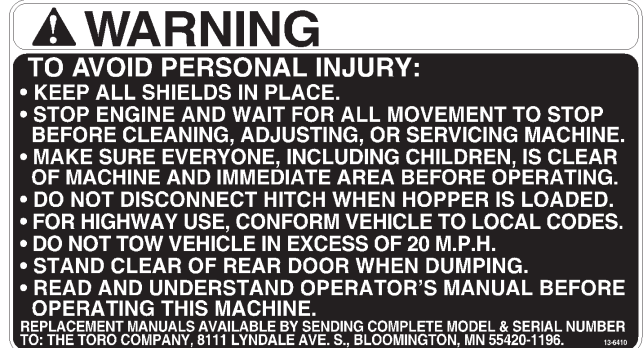 WARNING
TO AVOID PERSONAL INJURY:
• KEEP ALL SHIELDS IN PLACE.
• STOP ENGINE AND WAIT FOR ALL MOVEMENT TO STOP
BEFORE CLEANING, ADJUSTING, OR SERVICING MACHINE.
• MAKE SURE EVERYONE, INCLUDING CHILDREN, IS CLEAR
OF MACHINE AND IMMEDIATE AREA BEFORE OPERATING.
• DO NOT DISCONNECT HITCH WHEN HOPPER IS LOADED.
• FOR HIGHWAY USE, CONFORM VEHICLE TO LOCAL CODES.
• DO NOT TOW VEHICLE IN EXCESS OF 20 M.P.H.
• STAND CLEAR OF REAR DOOR WHEN DUMPING.
• READ AND UNDERSTAND OPERATOR'S MANUAL BEFORE
OPERATING THIS MACHINE.
REPLACEMENT MANUALS AVAILABLE BY SENDING COMPLETE MODEL & SERIAL NUMBER
TO: THE TORO COMPANY, 8111 LYNDALE AVE. S., BLOOMINGTON, MN 55420-1196. 13-6410